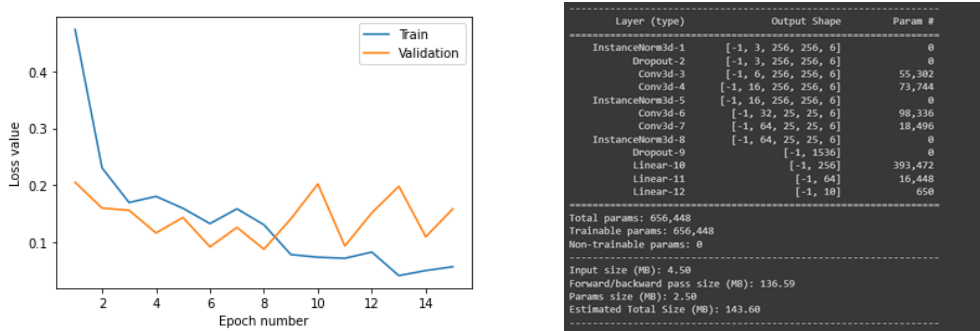 Train
Validation
0.4
0.3
0.2
0.1
Loss value
2 4 6 8 10 12 14
Epoch number
----------------------------------------------------------------
Layer (type) Output Shape Param #
================================================================
InstanceNorm3d-1 [-1, 3, 256, 256, 6] 0
Dropout-2 [-1, 3, 256, 256, 6] 0
Conv3d-3 [-1, 6, 256, 256, 6] 55,302
Conv3d-4 [-1, 16, 256, 256, 6] 73,744
InstanceNorm3d-5 [-1, 16, 256, 256, 6] 0
Conv3d-6 [-1, 32, 25, 25, 6] 98,336
Conv3d-7 [-1, 64, 25, 25, 6] 18,496
InstanceNorm3d-8 [-1, 64, 25, 25, 6] 0
Dropout-9 [-1, 1536] 0
Linear-10 [-1, 256] 393,472
Linear-11 [-1, 64] 16,448
Linear-12 [-1, 10] 650
================================================================
Total params: 656,448
Trainable params: 656,448
Non-trainable params: 0
----------------------------------------------------------------
Input size (MB): 4.50
Forward/backward pass size (MB): 136.59
Params size (MB): 2.50
Estimated Total Size (MB): 143.60
----------------------------------------------------------------